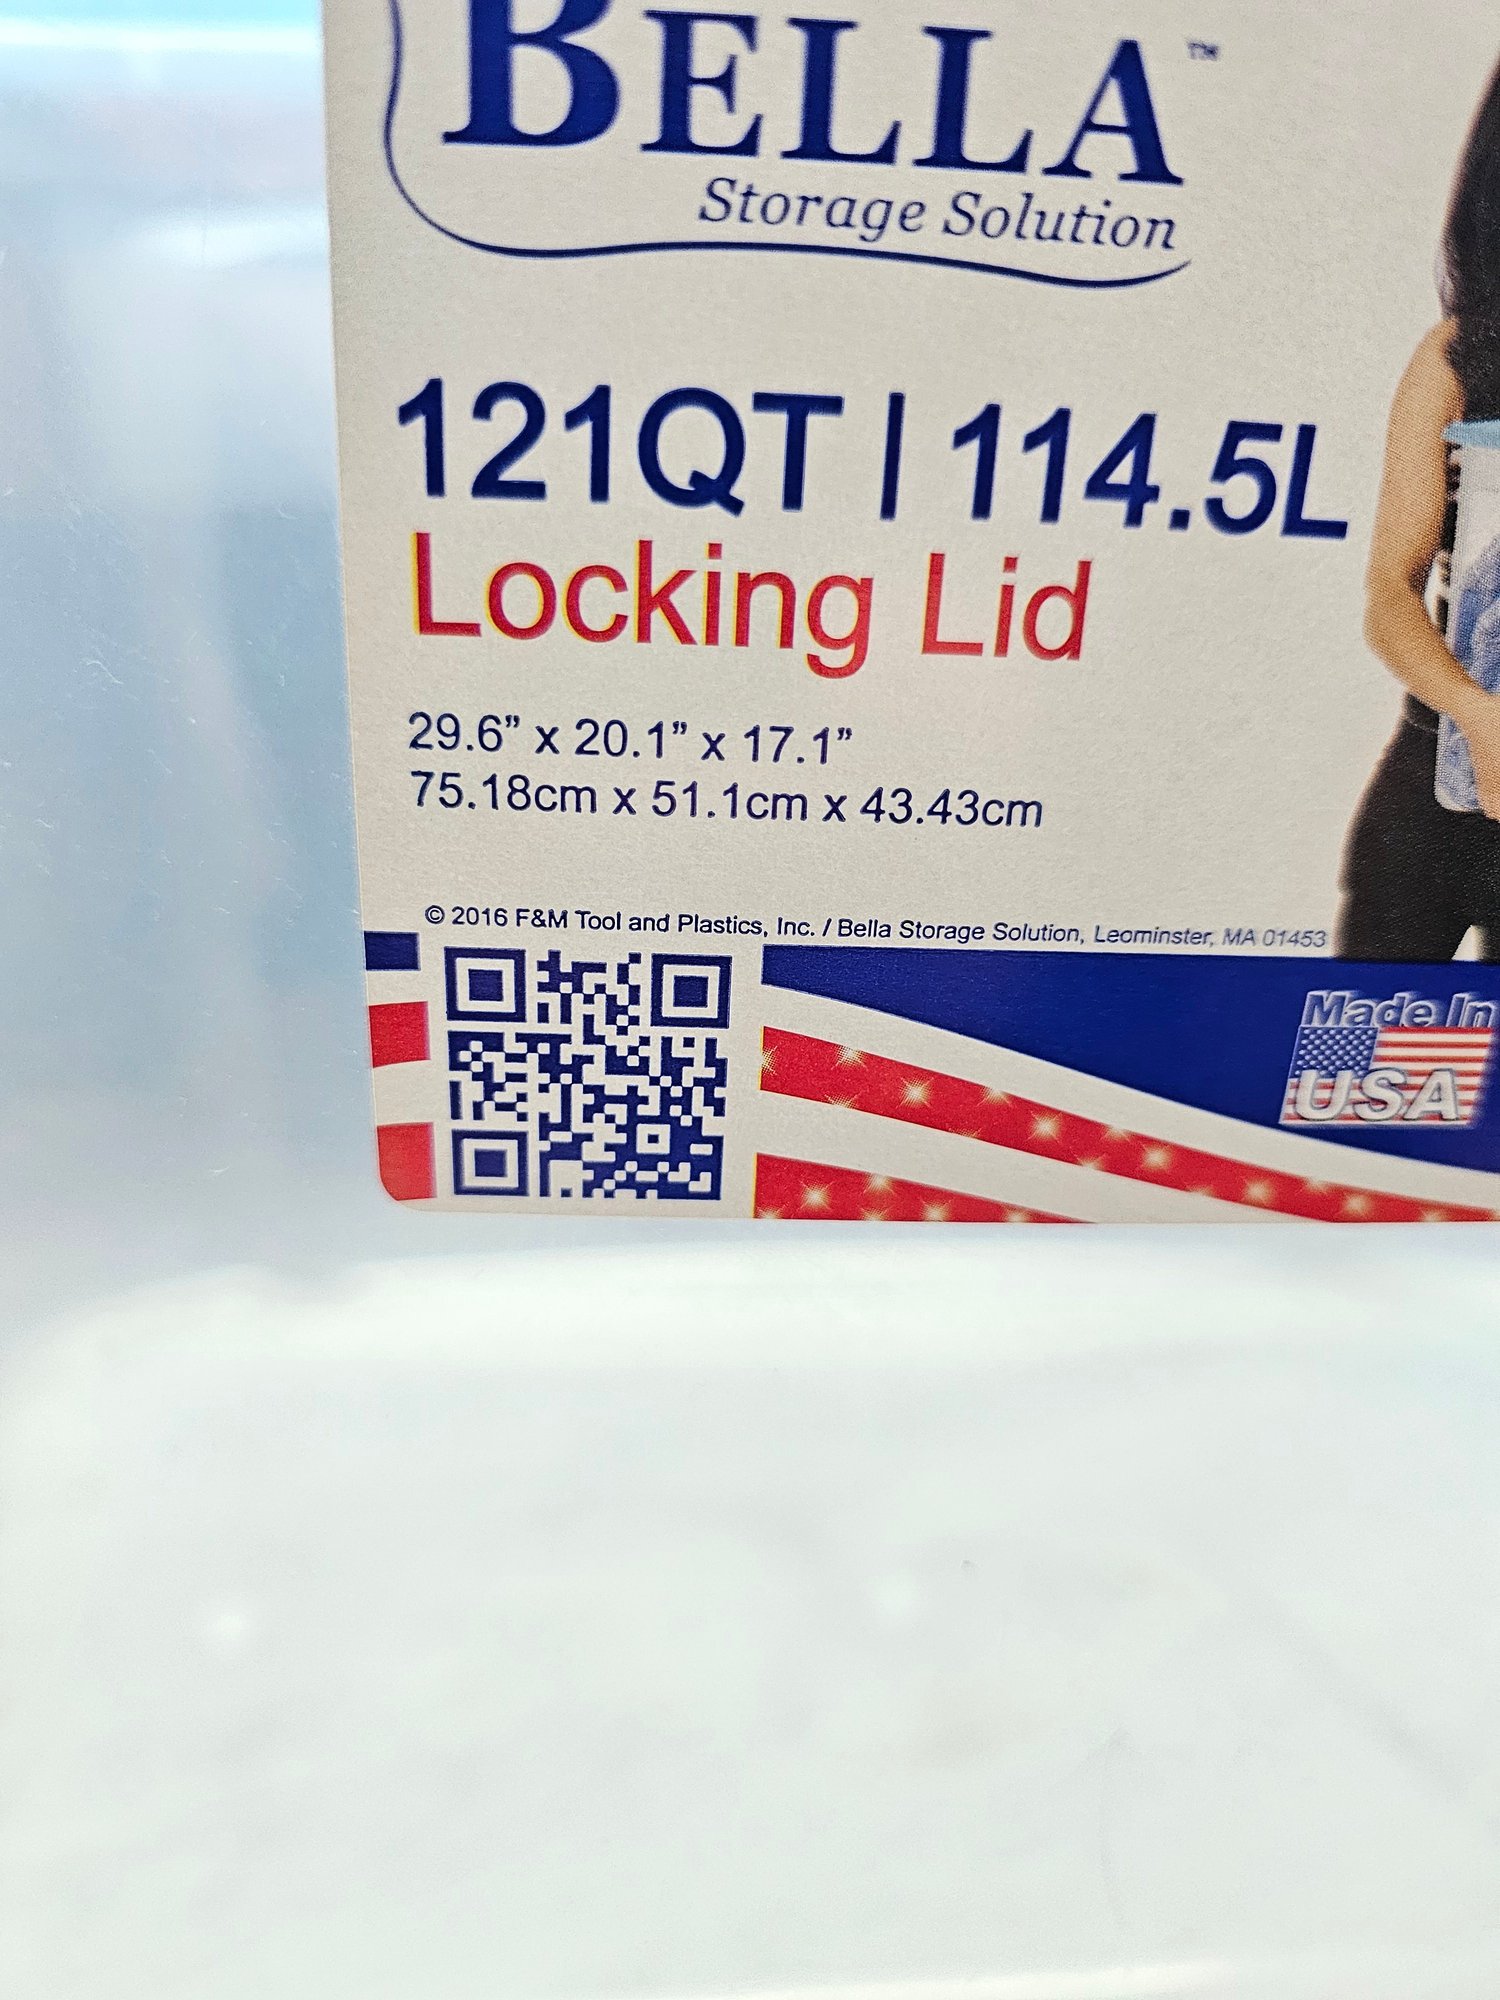 BELLA™
Storage Solution
121QT | 114.5L
Locking Lid
29.6” x 20.1” x 17.1”
75.18cm x 51.1cm x 43.43cm
© 2016 F&M Tool and Plastics, Inc. / Bella Storage Solution, Leominster, MA 01453
Made In
USA